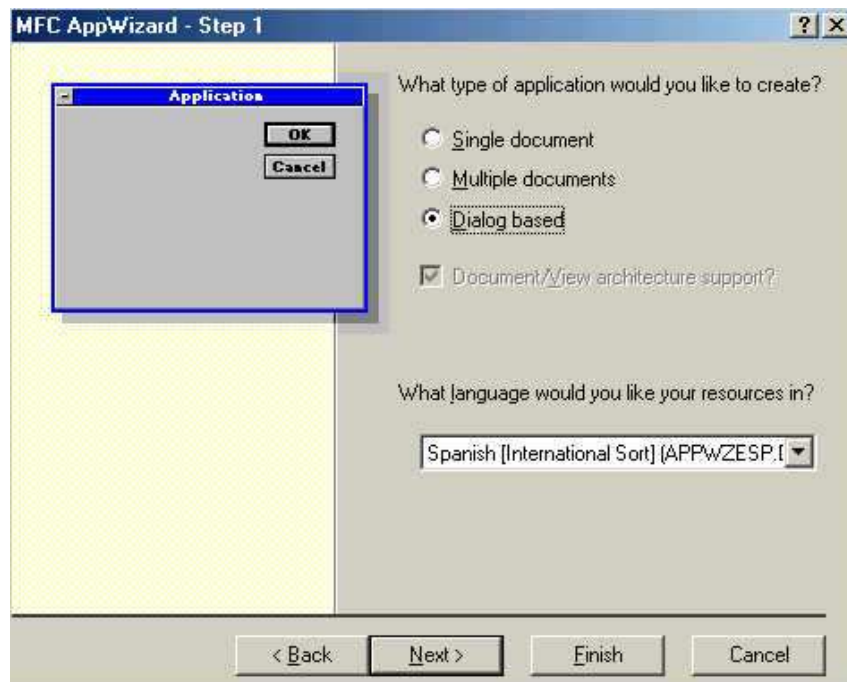 MFC AppWizard - Step 1
Application
OK
Cancel
What type of application would you like to create?
Single document
Multiple documents
Dialog based
Document/View architecture support?
What language would you like your resources in?
Spanish [International Sort] (APPWZESP.D
< Back
Next >
Finish
Cancel